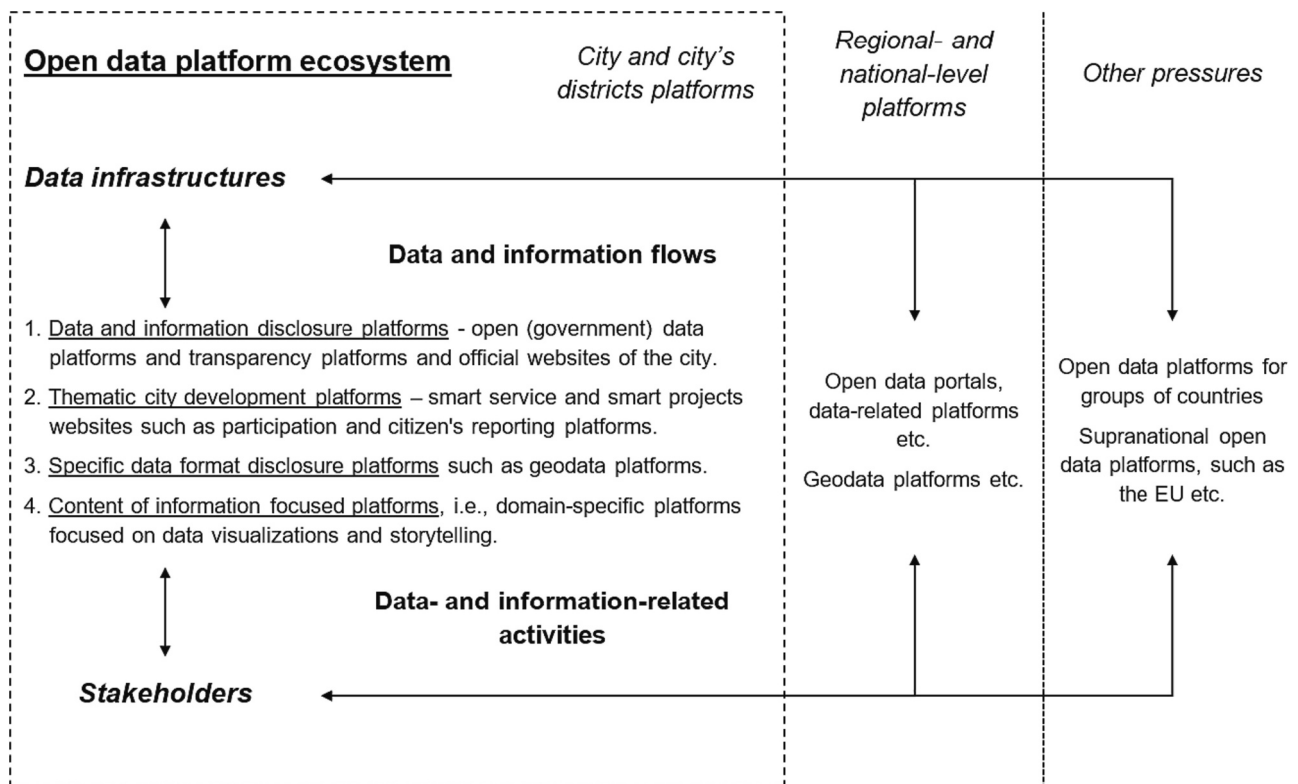 Open data platform ecosystem
City and city's
districts platforms
Regional- and
national-level
platforms
Other pressures
Data infrastructures
Data and information flows
1. Data and information disclosure platforms - open (government) data
platforms and transparency platforms and official websites of the city.
2. Thematic city development platforms – smart service and smart projects
websites such as participation and citizen's reporting platforms.
3. Specific data format disclosure platforms such as geodata platforms.
4. Content of information focused platforms, i.e., domain-specific platforms
focused on data visualizations and storytelling.
Open data portals,
data-related platforms
etc.
Geodata platforms etc.
Open data platforms for
groups of countries
Supranational open
data platforms, such as
the EU etc.
Data- and information-related
activities
Stakeholders